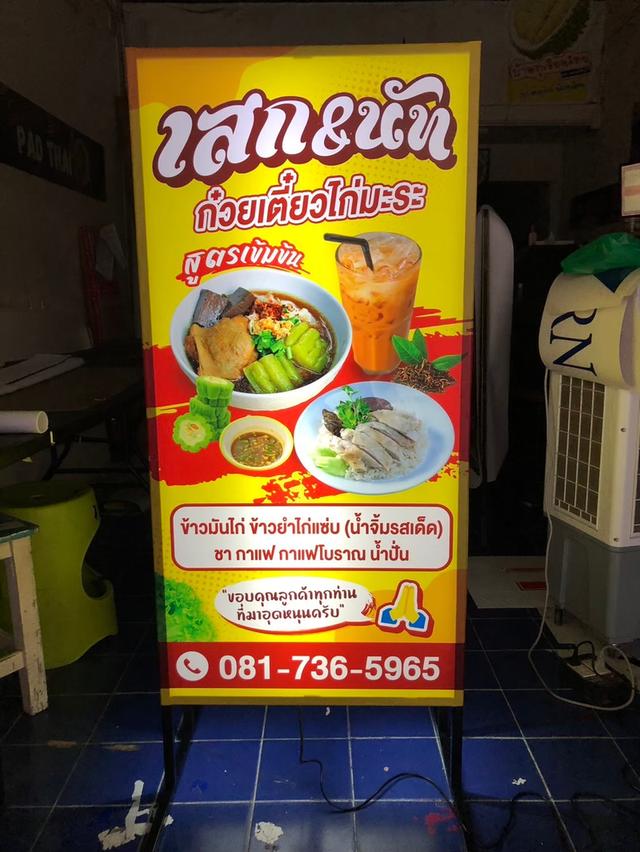 PAD THAI
เสก&นัท
ก๋วยเตี๋ยวไก่มะระ
สูตรเข้มข้น
ข้าวมันไก่ ข้าวยำไก่แซ่บ (น้ำจิ้มรสเด็ด)
ชา กาแฟ กาแฟโบราณ น้ำปั่น
"ขอบคุณลูกค้าทุกท่าน
ที่มาอุดหนุนครับ"
081-736-5965
RN